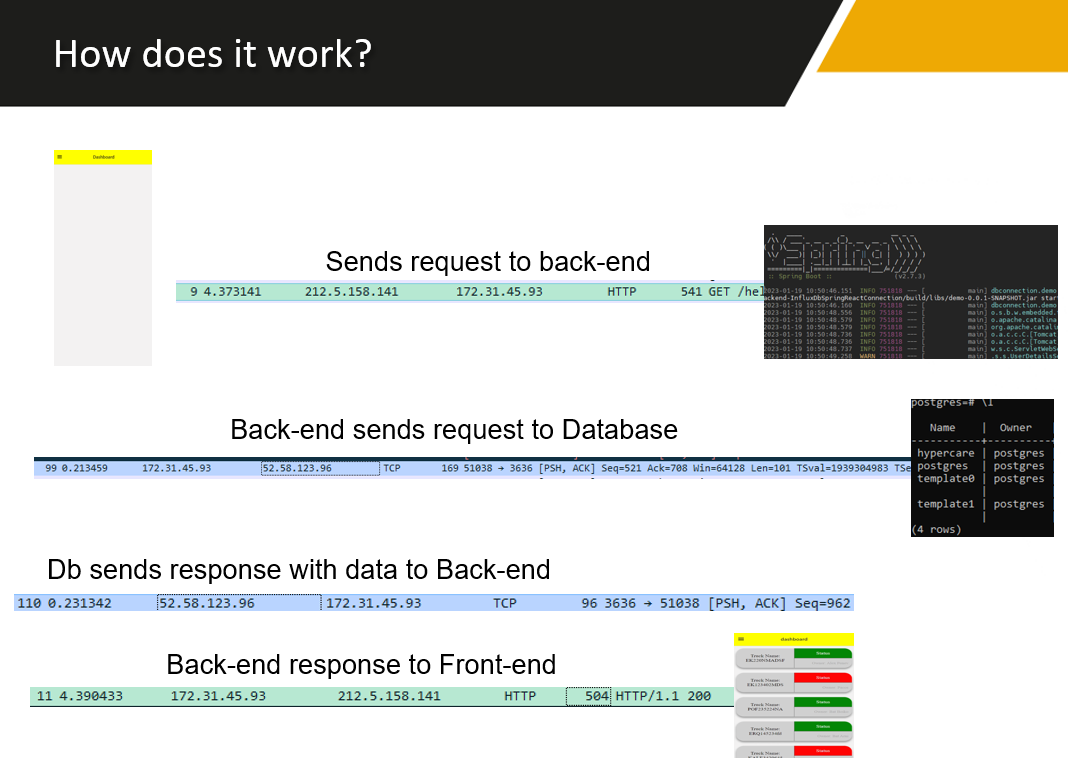 How does it work?
Dashboard
Sends request to back-end
9 4.373141 212.5.158.141 172.31.45.93 HTTP 541 GET /hel
:: Spring Boot :: (v2.7.3)
2023-01-19 10:50:46.151 INFO 751818 --- [ main] dbconnection.demo
ackend-InfluxDbSpringReactConnection/build/libs/demo-0.0.1-SNAPSHOT.jar star
2023-01-19 10:50:46.160 INFO 751818 --- [ main] dbconnection.demo
2023-01-19 10:50:48.556 INFO 751818 --- [ main] o.s.b.w.embedded.
2023-01-19 10:50:48.579 INFO 751818 --- [ main] o.apache.catalina
2023-01-19 10:50:48.579 INFO 751818 --- [ main] org.apache.catali
2023-01-19 10:50:48.736 INFO 751818 --- [ main] o.a.c.c.C.[Tomcat
2023-01-19 10:50:48.736 INFO 751818 --- [ main] o.a.c.c.C.[Tomcat
2023-01-19 10:50:48.737 INFO 751818 --- [ main] w.s.c.ServletWebSe
2023-01-19 10:50:49.258 WARN 751818 --- [ main] .s.s.UserDetailsSe
Back-end sends request to Database
99 0.213459 172.31.45.93 52.58.123.96 TCP 169 51038 → 3636 [PSH, ACK] Seq=521 Ack=708 Win=64128 Len=101 TSval=1939304983 TSe
postgres=# \l
Name | Owner
hypercare | postgres
postgres | postgres
template0 | postgres
template1 | postgres
(4 rows)
Db sends response with data to Back-end
110 0.231342 52.58.123.96 172.31.45.93 TCP 96 3636 → 51038 [PSH, ACK] Seq=962
Back-end response to Front-end
11 4.390433 172.31.45.93 212.5.158.141 HTTP 504 HTTP/1.1 200
dashboard
Truck Name:
Status
Truck Name:
Status
Truck Name:
Status
Truck Name:
Status
Truck Name:
Status